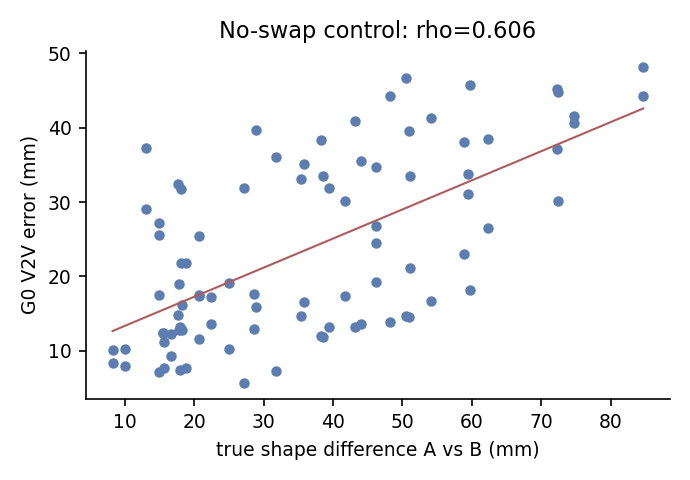 No-swap control: rho=0.606
50
40
30
20
10
G0 V2V error (mm)
10 20 30 40 50 60 70 80
true shape difference A vs B (mm)